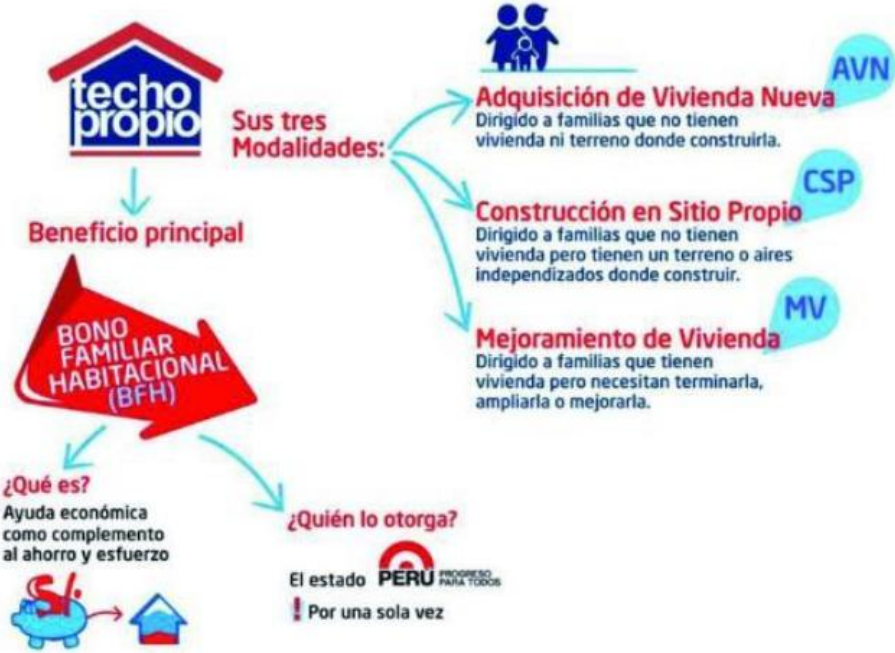 techo
propio
Sus tres
Modalidades:
AVN
Adquisición de Vivienda Nueva
Dirigido a familias que no tienen
vivienda ni terreno donde construirla.
CSP
Construcción en Sitio Propio
Dirigido a familias que no tienen
vivienda pero tienen un terreno o aires
independizados donde construir.
MV
Mejoramiento de Vivienda
Dirigido a familias que tienen
vivienda pero necesitan terminarla,
ampliarla o mejorarla.
Beneficio principal
BONO
FAMILIAR
HABITACIONAL
(BFH)
¿Qué es?
Ayuda económica
como complemento
al ahorro y esfuerzo
S/.
¿Quién lo otorga?
El estado PERÚ PROGRESO
PARA TODOS
! Por una sola vez